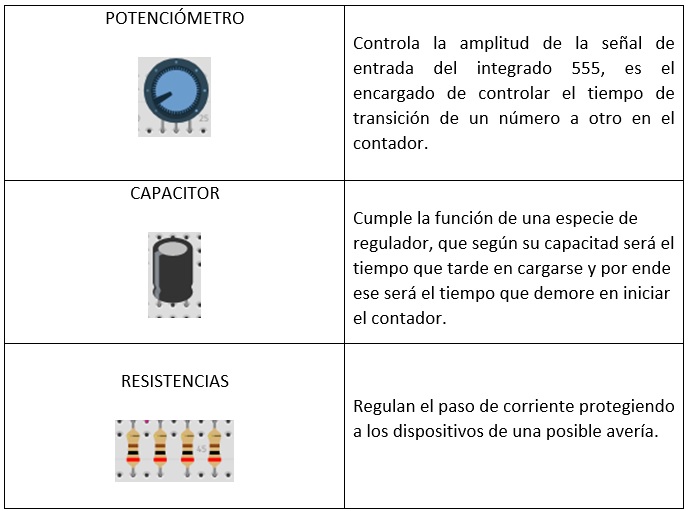 POTENCIÓMETRO
25
Controla la amplitud de la señal de
entrada del integrado 555, es el
encargado de controlar el tiempo de
transición de un número a otro en el
contador.
CAPACITOR
Cumple la función de una especie de
regulador, que según su capacitad será el
tiempo que tarde en cargarse y por ende
ese será el tiempo que demore en iniciar
el contador.
RESISTENCIAS
45
Regulan el paso de corriente protegiendo
a los dispositivos de una posible avería.